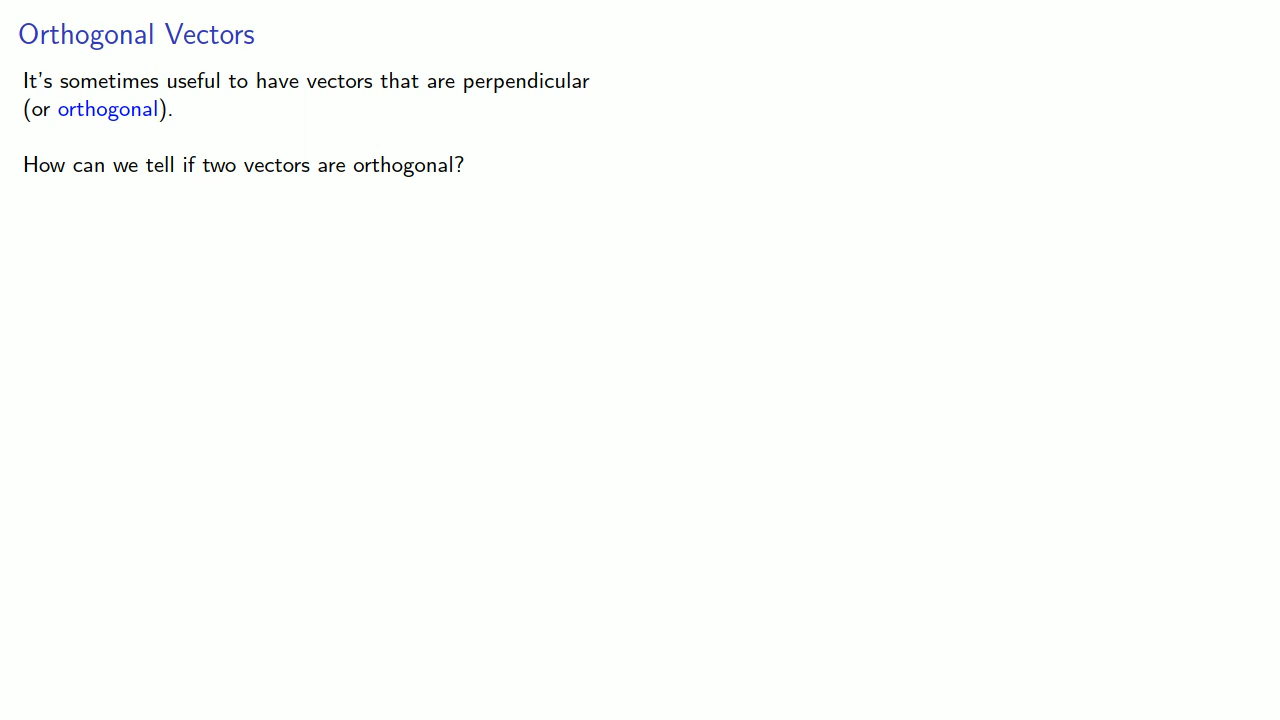 Orthogonal Vectors
It's sometimes useful to have vectors that are perpendicular
(or orthogonal).
How can we tell if two vectors are orthogonal?